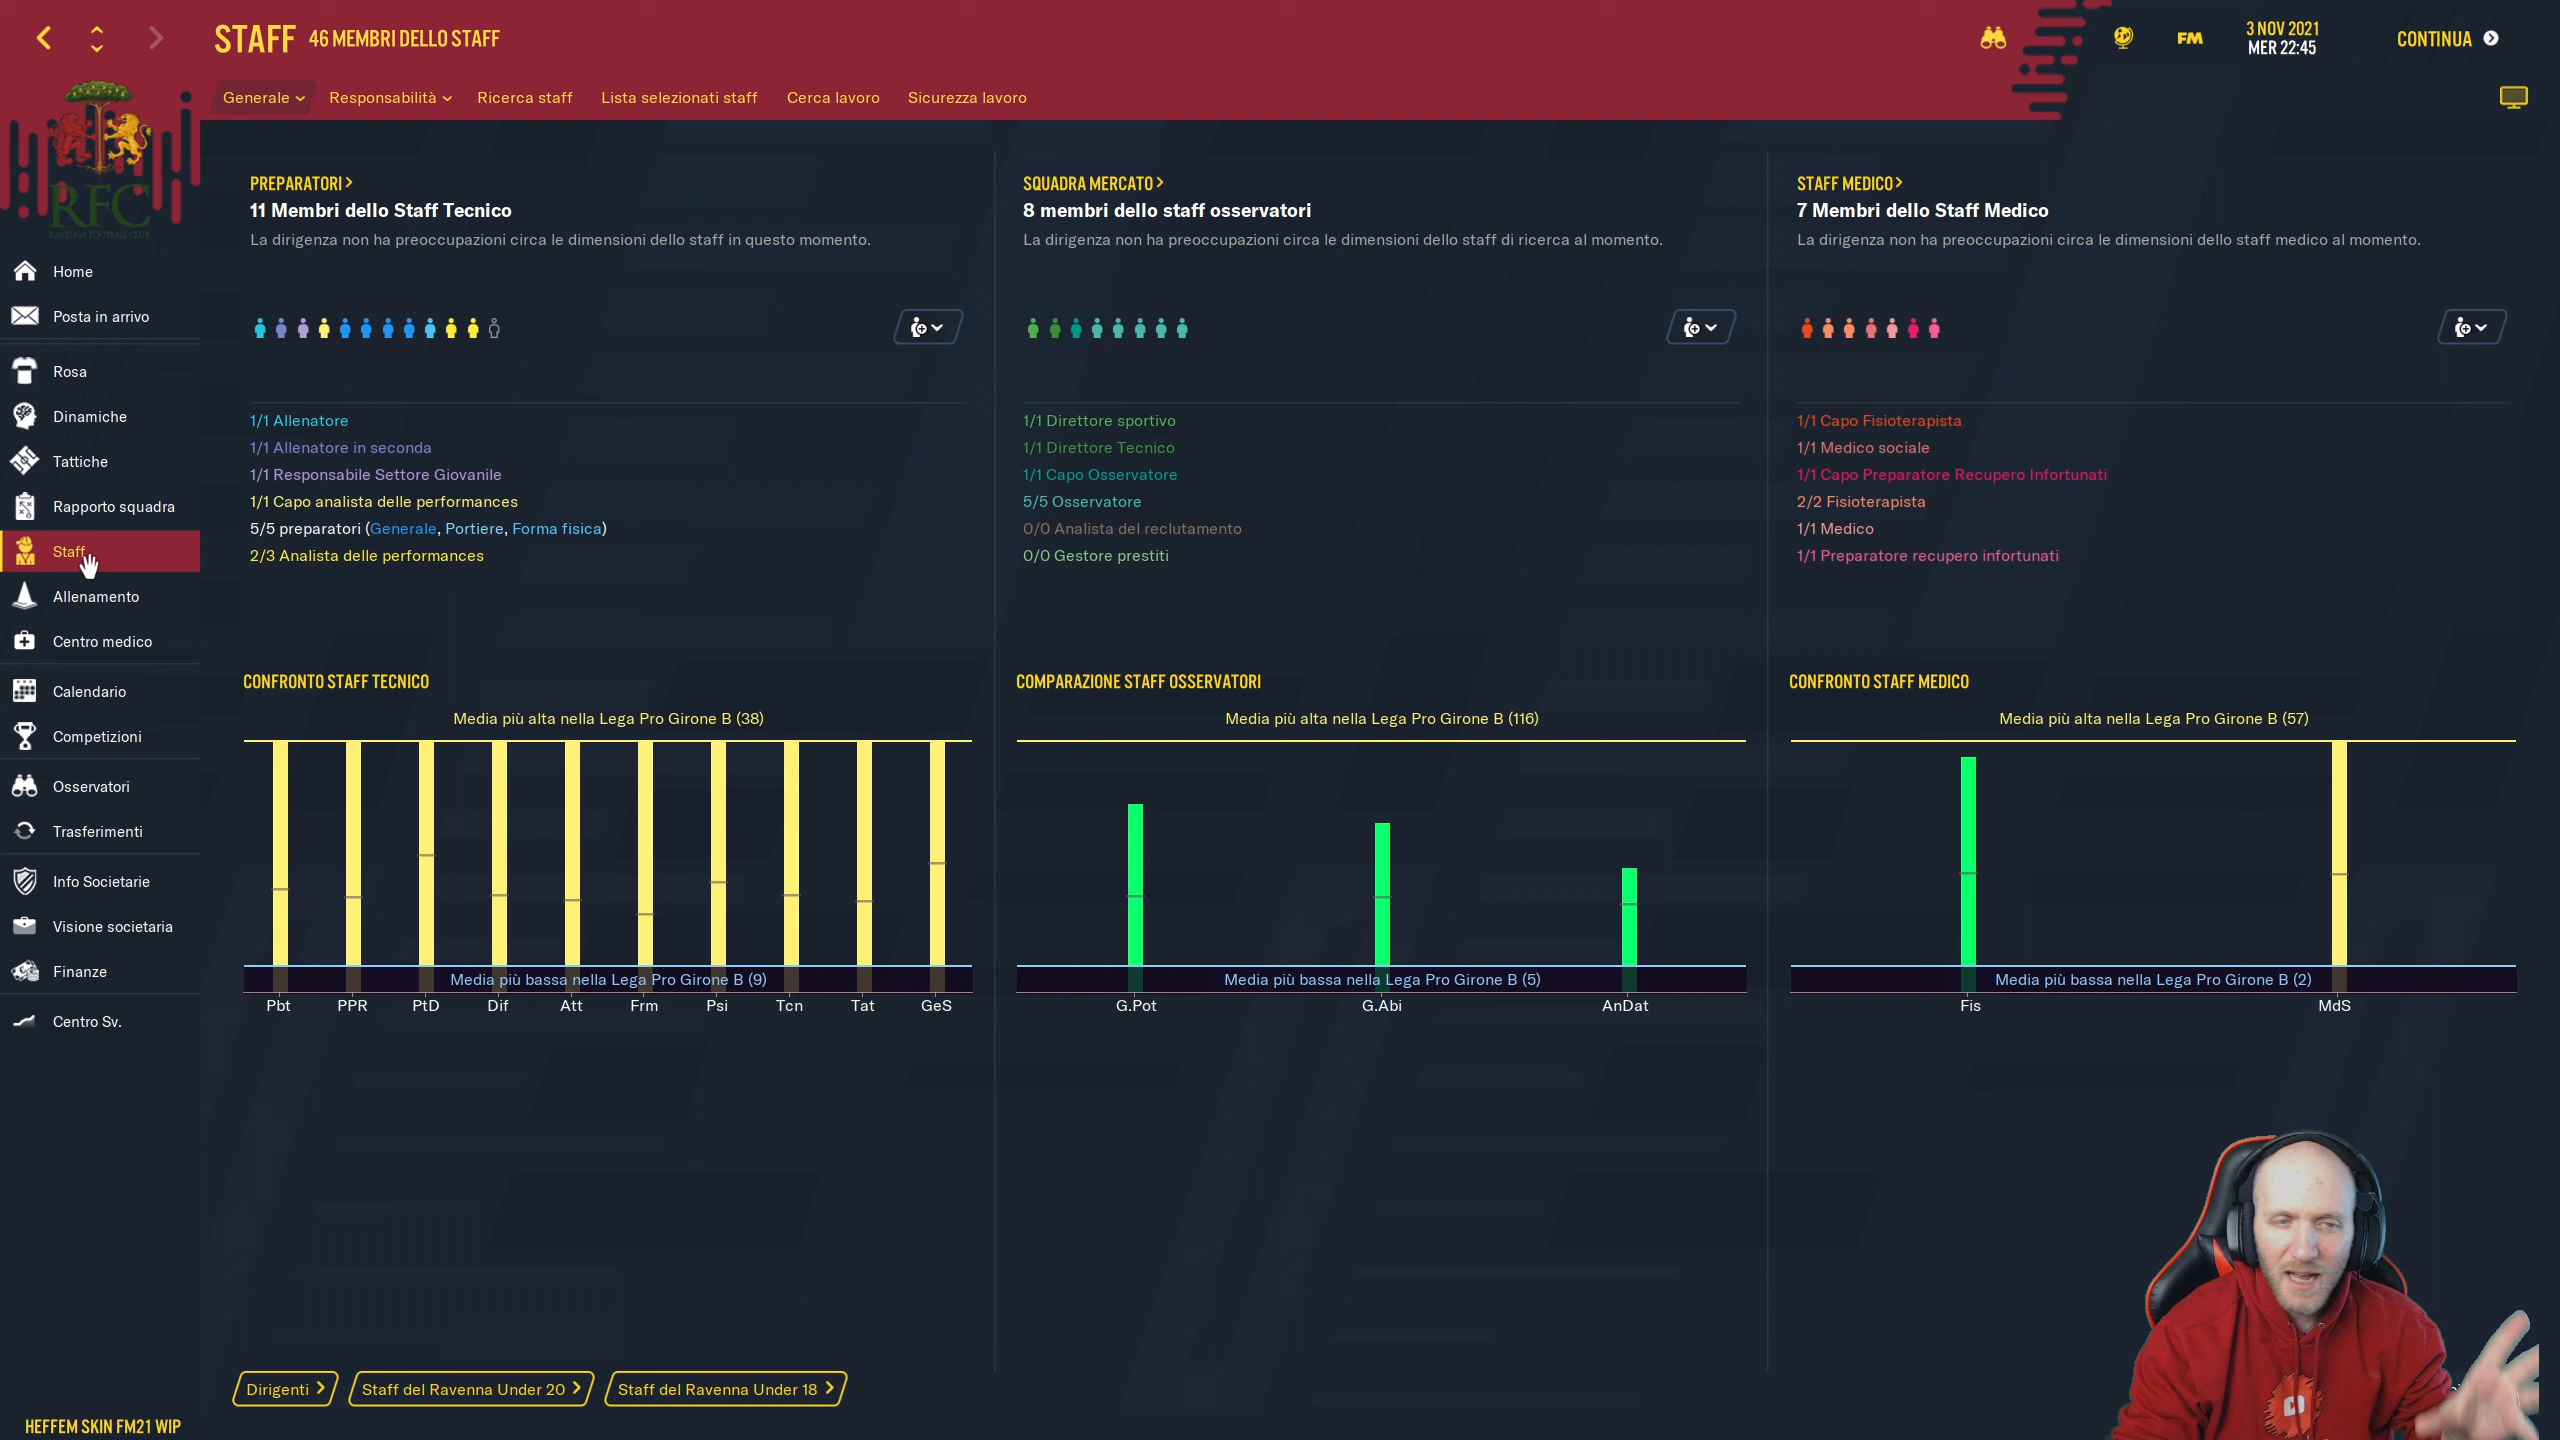 STAFF 46 MEMBRI DELLO STAFF
FM
3 NOV 2021
MER 22:45
CONTINUA
Generale
Responsabilità
Ricerca staff
Lista selezionati staff
Cerca lavoro
Sicurezza lavoro
RFC
RAVENNA FOOTBALL CLUB
Home
Posta in arrivo
Rosa
Dinamiche
Tattiche
Rapporto squadra
Staff
Allenamento
Centro medico
Calendario
Competizioni
Osservatori
Trasferimenti
Info Societarie
Visione societaria
Finanze
Centro Sv.
HEFFEM SKIN FM21 WIP
PREPARATORI
11 Membri dello Staff Tecnico
La dirigenza non ha preoccupazioni circa le dimensioni dello staff in questo momento.
1/1 Allenatore
1/1 Allenatore in seconda
1/1 Responsabile Settore Giovanile
1/1 Capo analista delle performances
5/5 preparatori (Generale, Portiere, Forma fisica)
2/3 Analista delle performances
CONFRONTO STAFF TECNICO
Media più alta nella Lega Pro Girone B (38)
Media più bassa nella Lega Pro Girone B (9)
Pbt PPR PtD Dif Att Frm Psi Tcn Tat GeS
SQUADRA MERCATO
8 membri dello staff osservatori
La dirigenza non ha preoccupazioni circa le dimensioni dello staff di ricerca al momento.
1/1 Direttore sportivo
1/1 Direttore Tecnico
1/1 Capo Osservatore
5/5 Osservatore
0/0 Analista del reclutamento
0/0 Gestore prestiti
COMPARAZIONE STAFF OSSERVATORI
Media più alta nella Lega Pro Girone B (116)
Media più bassa nella Lega Pro Girone B (5)
G.Pot G.Abi AnDat
STAFF MEDICO
7 Membri dello Staff Medico
La dirigenza non ha preoccupazioni circa le dimensioni dello staff medico al momento.
1/1 Capo Fisioterapista
1/1 Medico sociale
1/1 Capo Preparatore Recupero Infortunati
2/2 Fisioterapista
1/1 Medico
1/1 Preparatore recupero infortunati
CONFRONTO STAFF MEDICO
Media più alta nella Lega Pro Girone B (57)
Media più bassa nella Lega Pro Girone B (2)
Fis MdS
Dirigenti
Staff del Ravenna Under 20
Staff del Ravenna Under 18